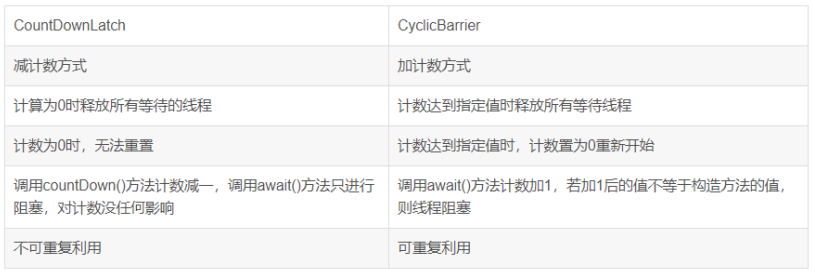 CountDownLatch
CyclicBarrier
减计数方式
加计数方式
计算为0时释放所有等待的线程
计数达到指定值时释放所有等待线程
计数为0时，无法重置
计数达到指定值时，计数置为0重新开始
调用countDown()方法计数减一，调用await()方法只进行
阻塞，对计数没任何影响
调用await()方法计数加1，若加1后的值不等于构造方法的值，
则线程阻塞
不可重复利用
可重复利用